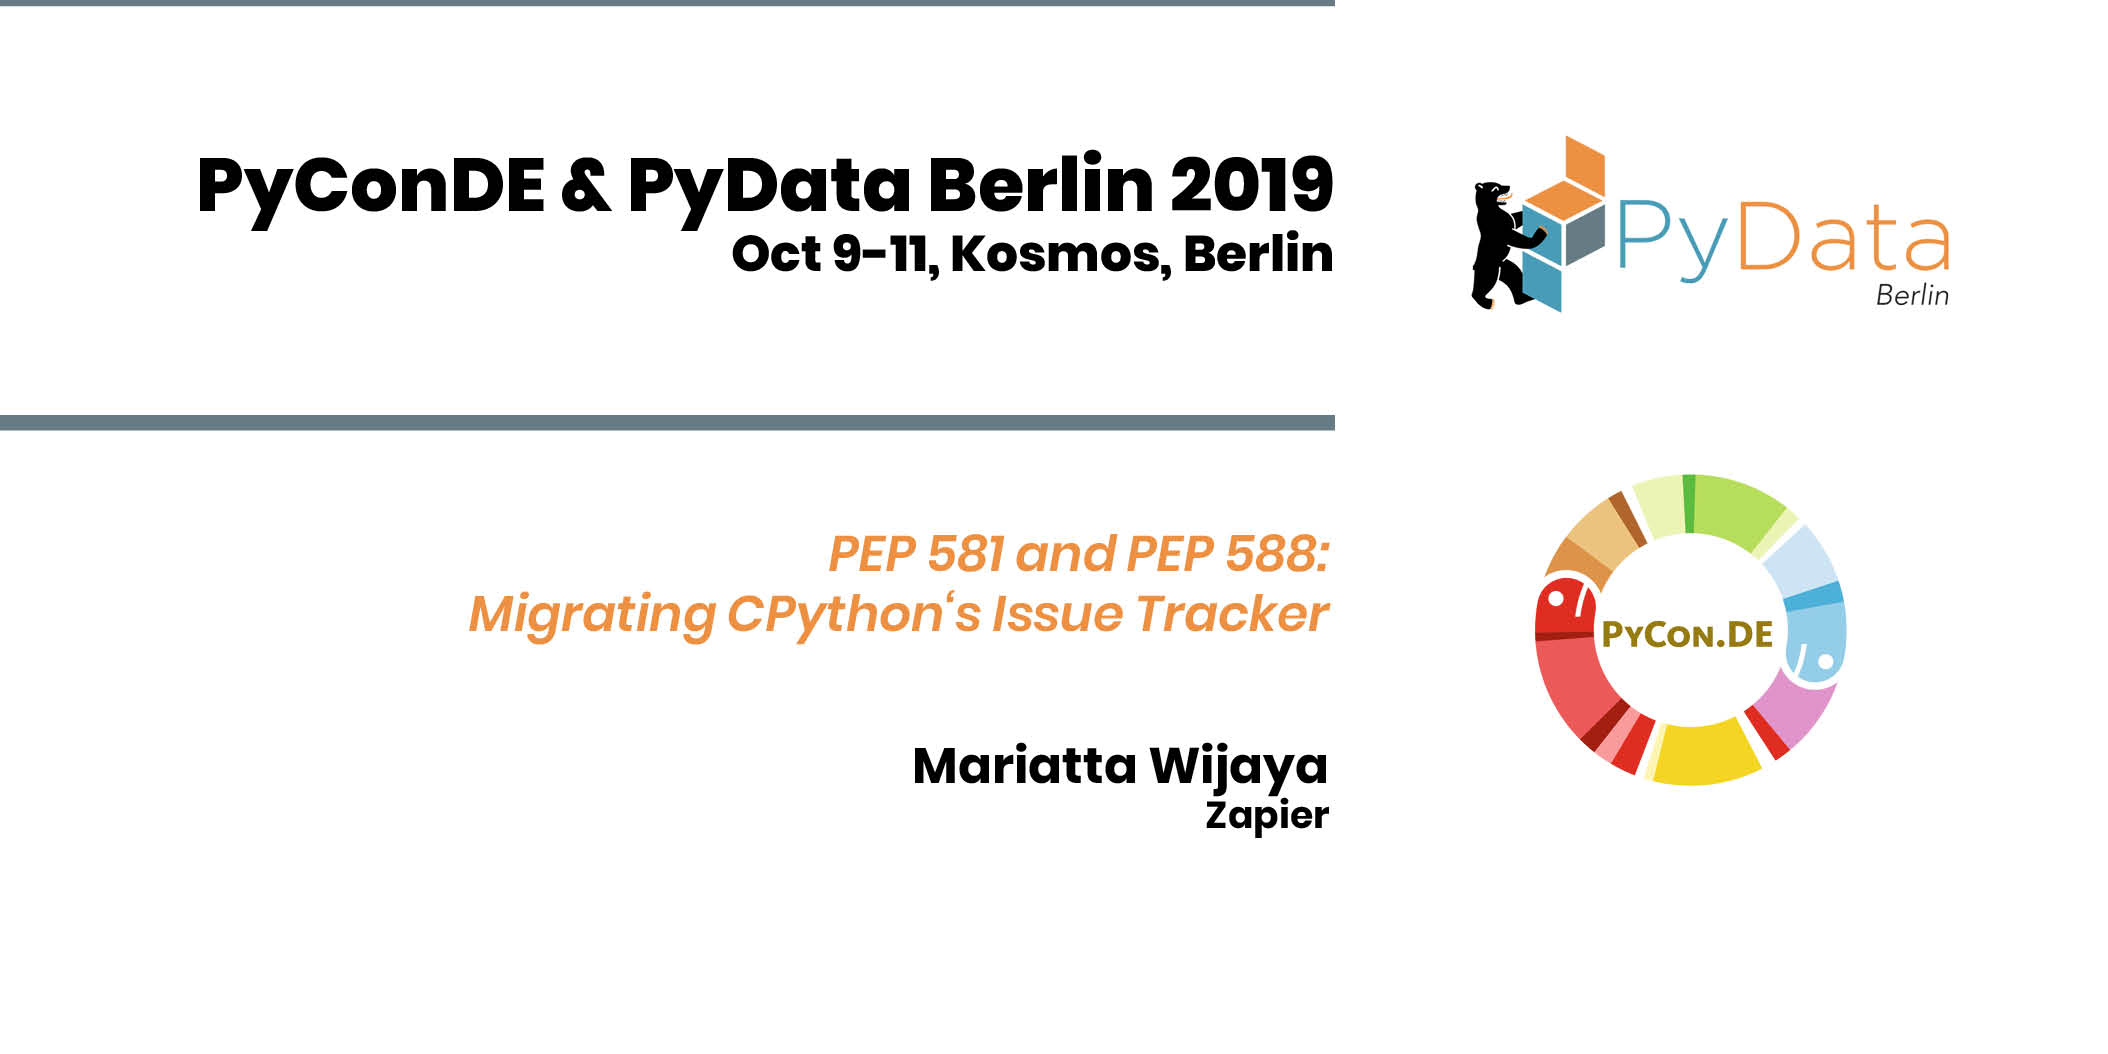 PyConDE & PyData Berlin 2019
Oct 9-11, Kosmos, Berlin
PyData
Berlin
PEP 581 and PEP 588:
Migrating CPython‘s Issue Tracker
PyCon.DE
Mariatta Wijaya
Zapier